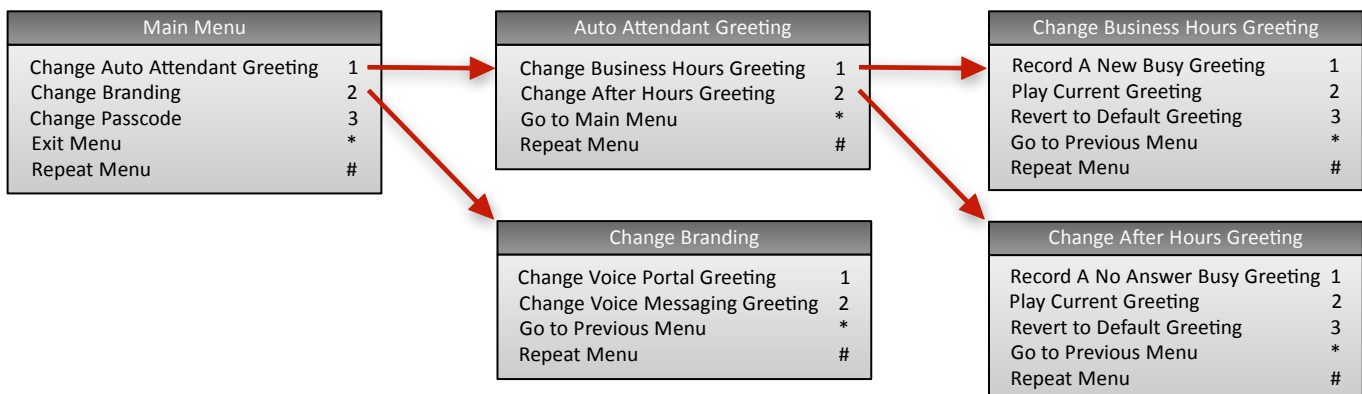 Main Menu
Change Auto Attendant Greeting 1
Change Branding 2
Change Passcode 3
Exit Menu *
Repeat Menu #
Auto Attendant Greeting
Change Business Hours Greeting 1
Change After Hours Greeting 2
Go to Main Menu *
Repeat Menu #
Change Business Hours Greeting
Record A New Busy Greeting 1
Play Current Greeting 2
Revert to Default Greeting 3
Go to Previous Menu *
Repeat Menu #
Change Branding
Change Voice Portal Greeting 1
Change Voice Messaging Greeting 2
Go to Previous Menu *
Repeat Menu #
Change After Hours Greeting
Record A No Answer Busy Greeting 1
Play Current Greeting 2
Revert to Default Greeting 3
Go to Previous Menu *
Repeat Menu #